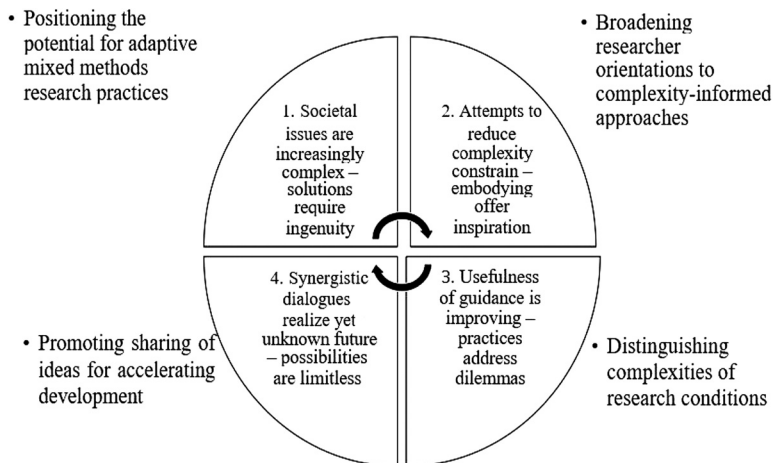 • Positioning the
potential for adaptive
mixed methods
research practices
• Broadening
researcher
orientations to
complexity-informed
approaches
1. Societal
issues are
increasingly
complex –
solutions
require
ingenuity
2. Attempts to
reduce
complexity
constrain –
embodying
offer
inspiration
4. Synergistic
dialogues
realize yet
unknown future
– possibilities
are limitless
3. Usefulness
of guidance is
improving –
practices
address
dilemmas
• Promoting sharing of
ideas for accelerating
development
• Distinguishing
complexities of
research conditions